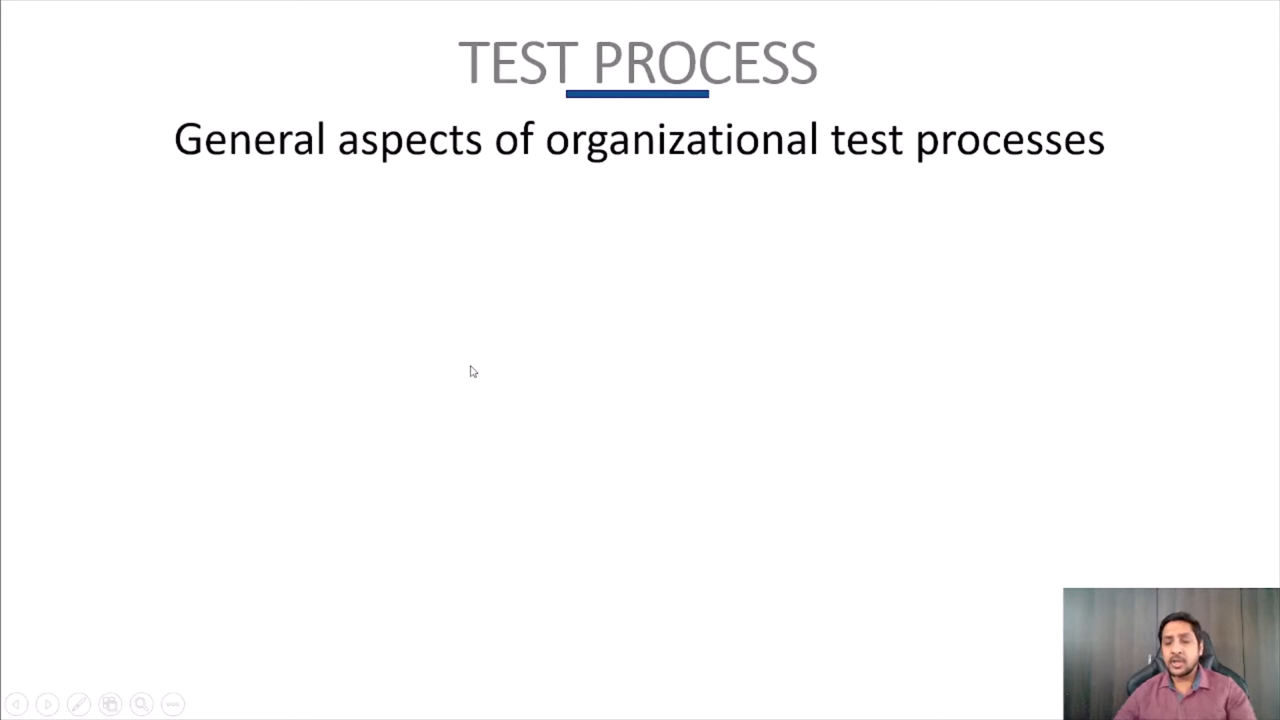 TEST PROCESS
General aspects of organizational test processes